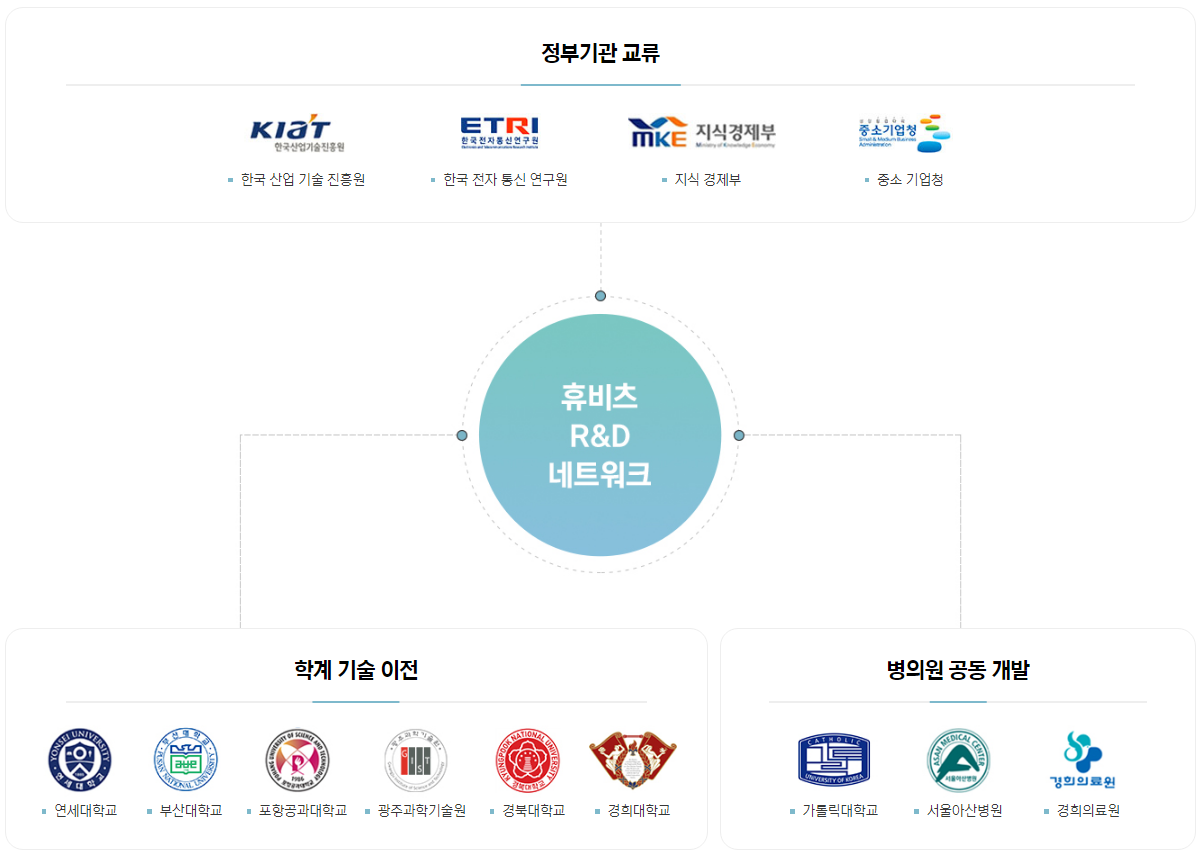 정부기관 교류
KIAT
한국산업기술진흥원
ETRI
한국전자통신연구원
Electronics and Telecommunications Research Institute
MKE 지식경제부
Ministry of Knowledge Economy
중소기업청
Small & Medium Business
Administration
한국 산업 기술 진흥원
한국 전자 통신 연구원
지식 경제부
중소 기업청
휴비츠
R&D
네트워크
학계 기술 이전
YONSEI UNIVERSITY
연세대학교
부산대학교
PUSAN NATIONAL UNIVERSITY
POHANG UNIVERSITY OF SCIENCE AND TECHNOLOGY
1986
포항공과대학교
광주과학기술원
GIST
KYUNGPOOK NATIONAL UNIVERSITY
경북대학교
연세대학교
부산대학교
포항공과대학교
광주과학기술원
경북대학교
경희대학교
병의원 공동 개발
CATHOLIC
UNIVERSITY OF KOREA
ASAN MEDICAL CENTER
서울아산병원
경희의료원
가톨릭대학교
서울아산병원
경희의료원